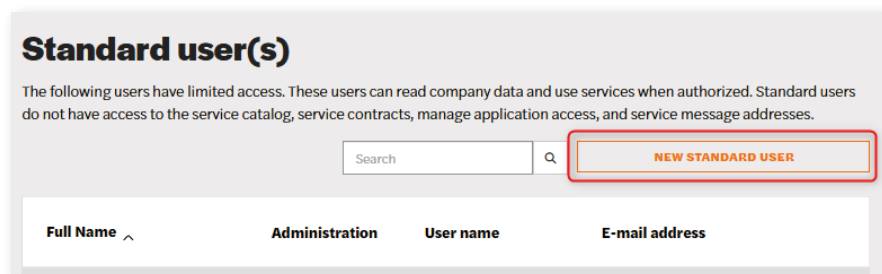 Standard user(s)
The following users have limited access. These users can read company data and use services when authorized. Standard users
do not have access to the service catalog, service contracts, manage application access, and service message addresses.
Search
NEW STANDARD USER
Full Name
Administration
User name
E-mail address